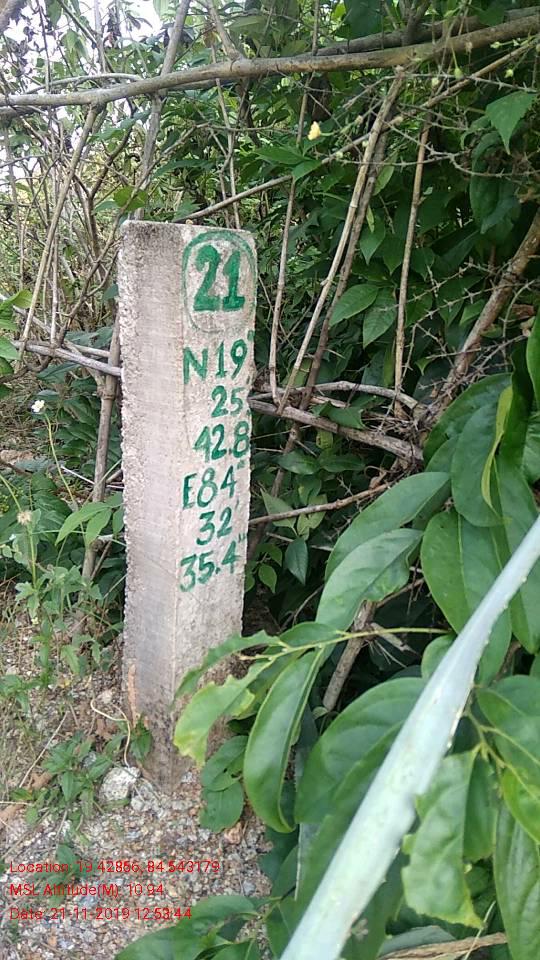 21
N19°
25'
42.8"
E84°
32'
35.4"
Location: 19.42856, 84.543179
MSL Altitude(M): 10.94
Date: 21-11-2019 12:53:44